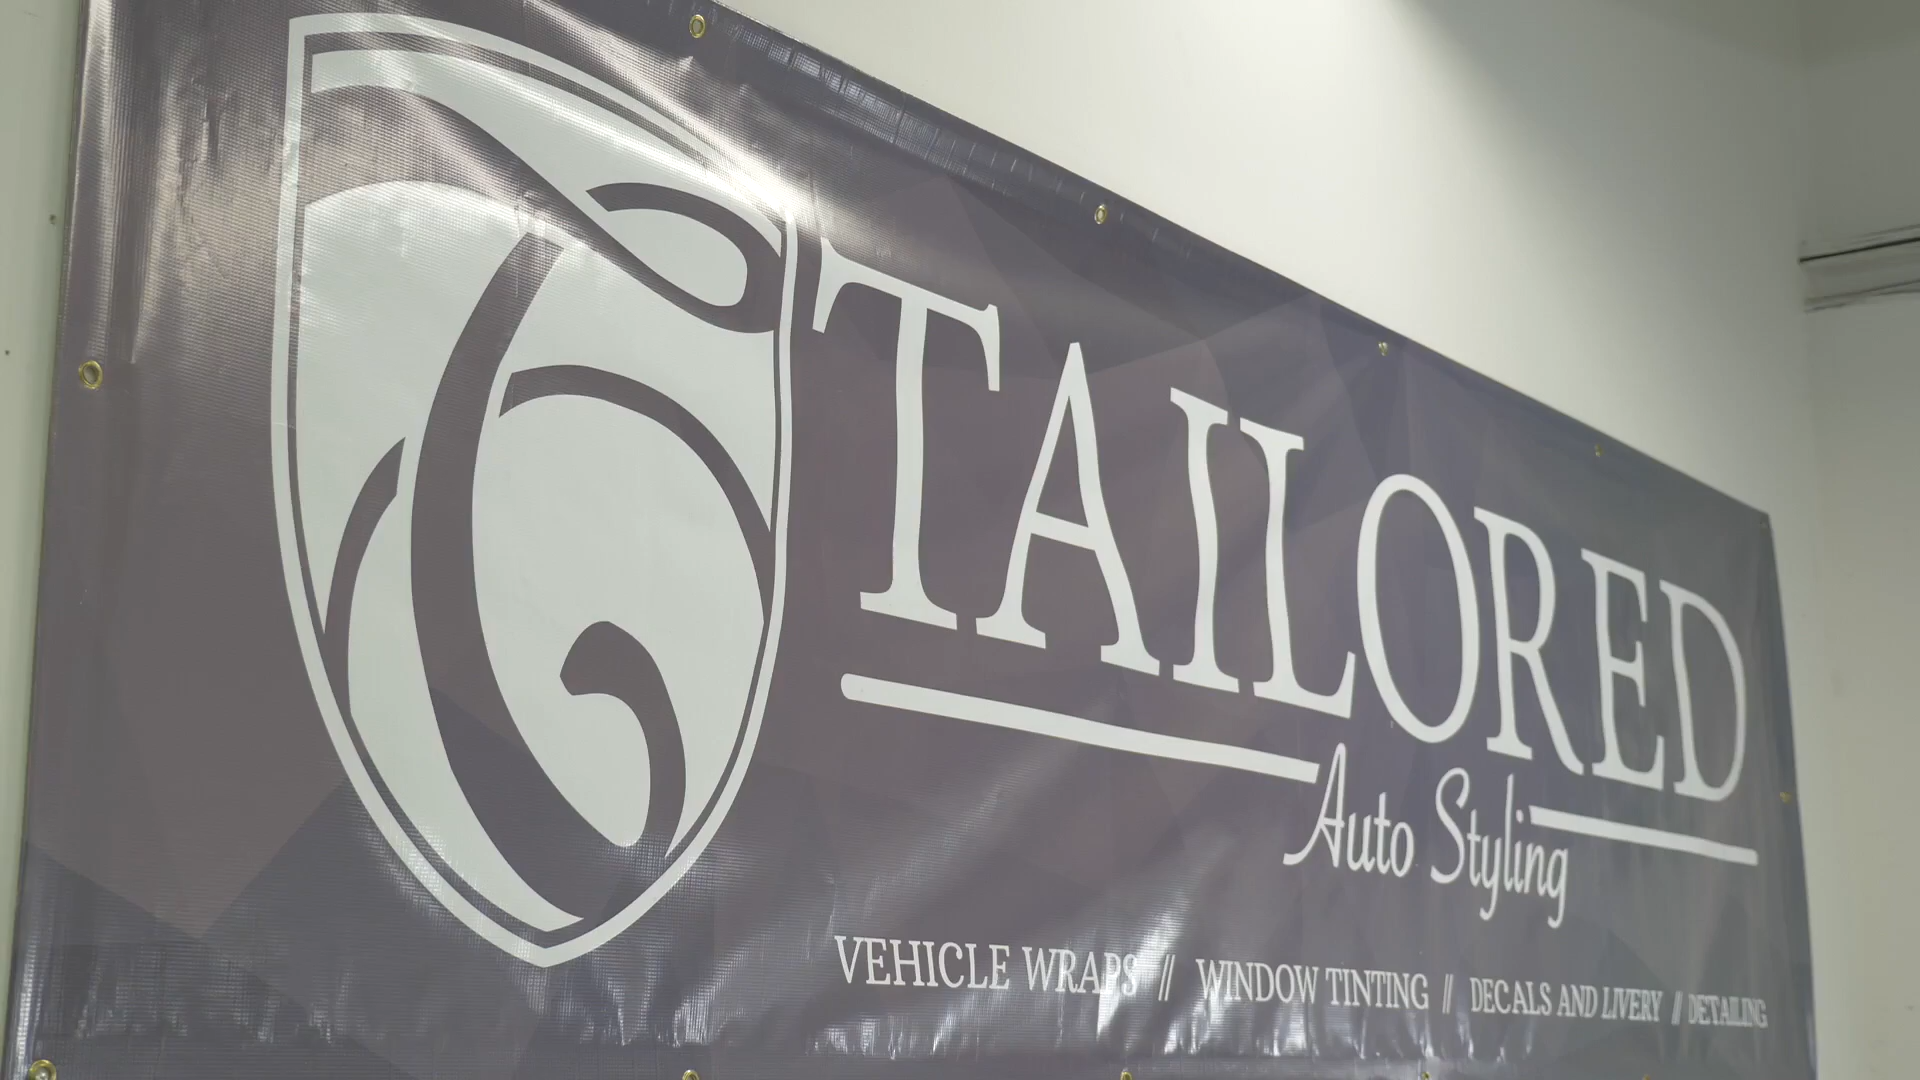 TAILORED
Auto Styling
VEHICLE WRAPS // WINDOW TINTING // DECALS AND LIVERY // DETAILING